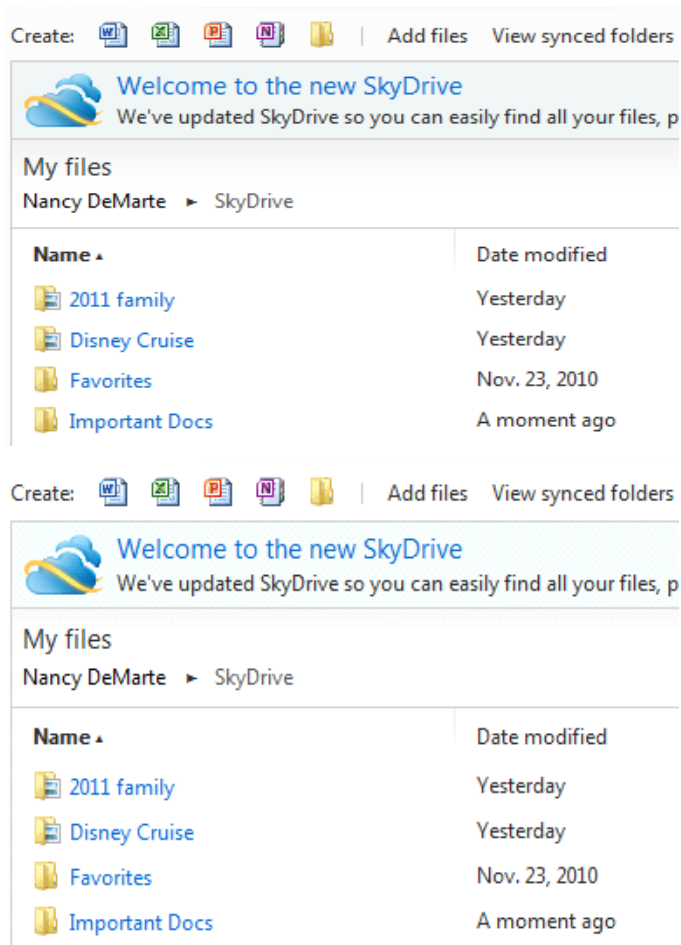 Create: Add files View synced folders
Welcome to the new SkyDrive
We've updated SkyDrive so you can easily find all your files, p
My files
Nancy DeMarte ► SkyDrive
Name ▴ Date modified
2011 family Yesterday
Disney Cruise Yesterday
Favorites Nov. 23, 2010
Important Docs A moment ago
Create: Add files View synced folders
Welcome to the new SkyDrive
We've updated SkyDrive so you can easily find all your files, p
My files
Nancy DeMarte ► SkyDrive
Name ▴ Date modified
2011 family Yesterday
Disney Cruise Yesterday
Favorites Nov. 23, 2010
Important Docs A moment ago